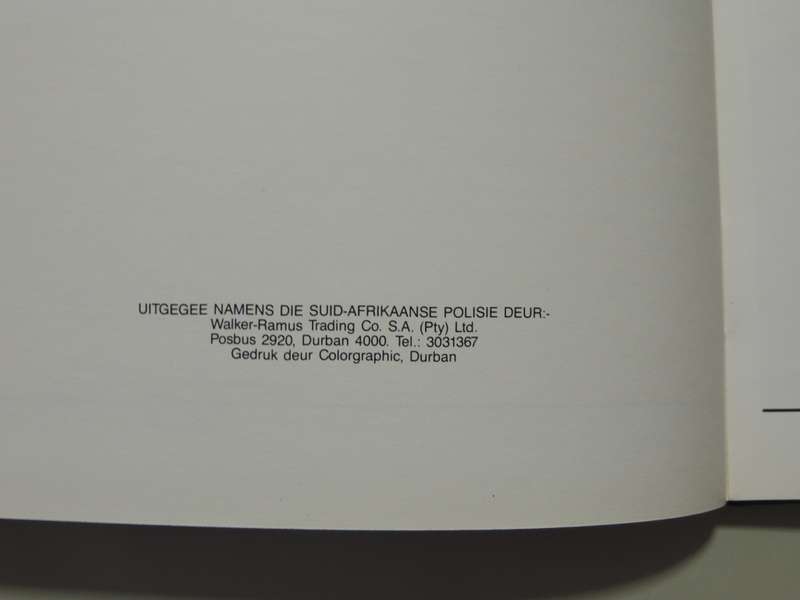 UITGEGEE NAMENS DIE SUID-AFRIKAANSE POLISIE DEUR:-
Walker-Ramus Trading Co. S.A. (Pty) Ltd.
Posbus 2920, Durban 4000. Tel.: 3031367
Gedruk deur Colorgraphic, Durban